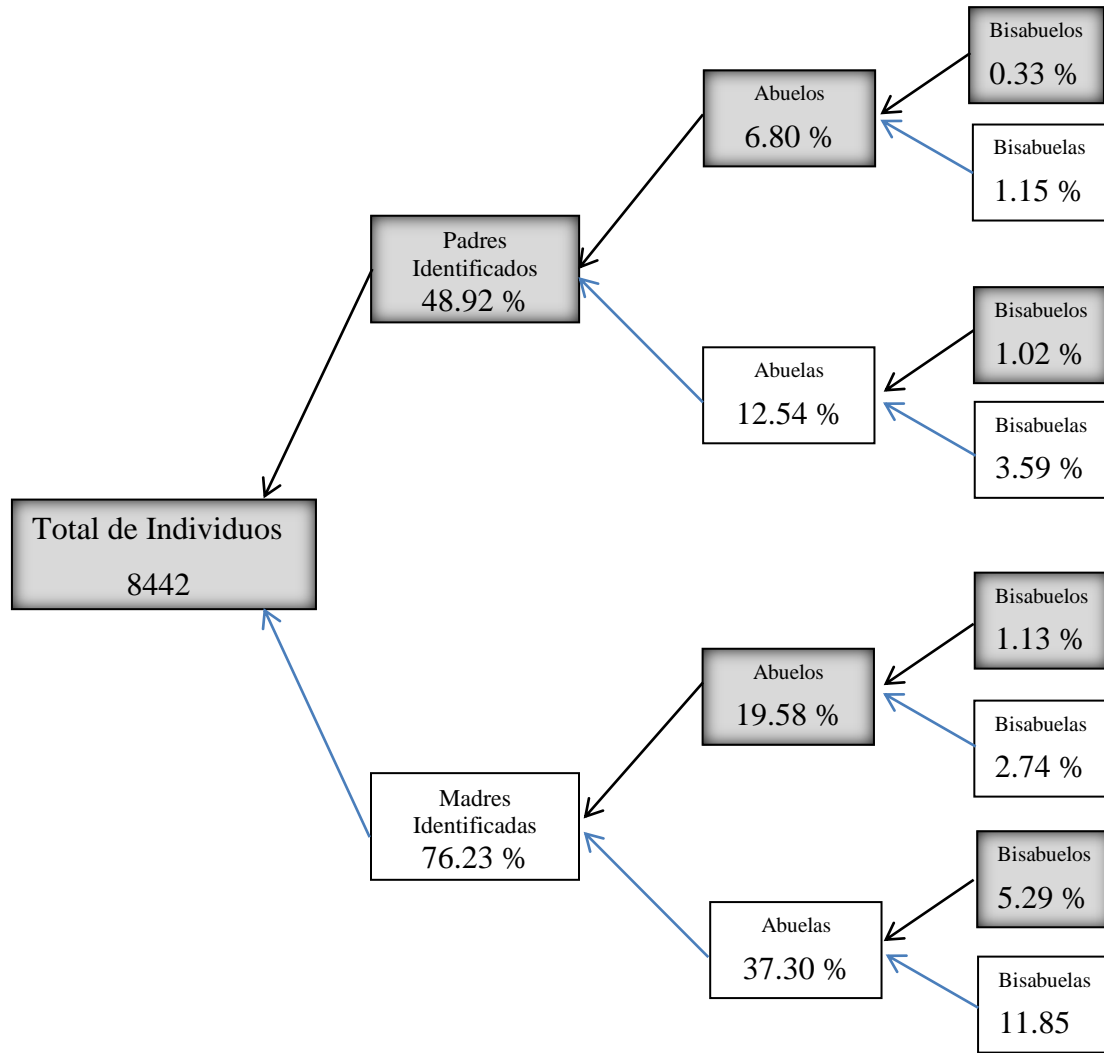 Bisabuelos
0.33 %
Abuelos
6.80 %
Bisabuelas
1.15 %
Padres
Identificados
48.92 %
Bisabuelos
1.02 %
Abuelas
12.54 %
Bisabuelas
3.59 %
Total de Individuos
8442
Bisabuelos
1.13 %
Abuelos
19.58 %
Bisabuelas
2.74 %
Madres
Identificadas
76.23 %
Bisabuelos
5.29 %
Abuelas
37.30 %
Bisabuelas
11.85